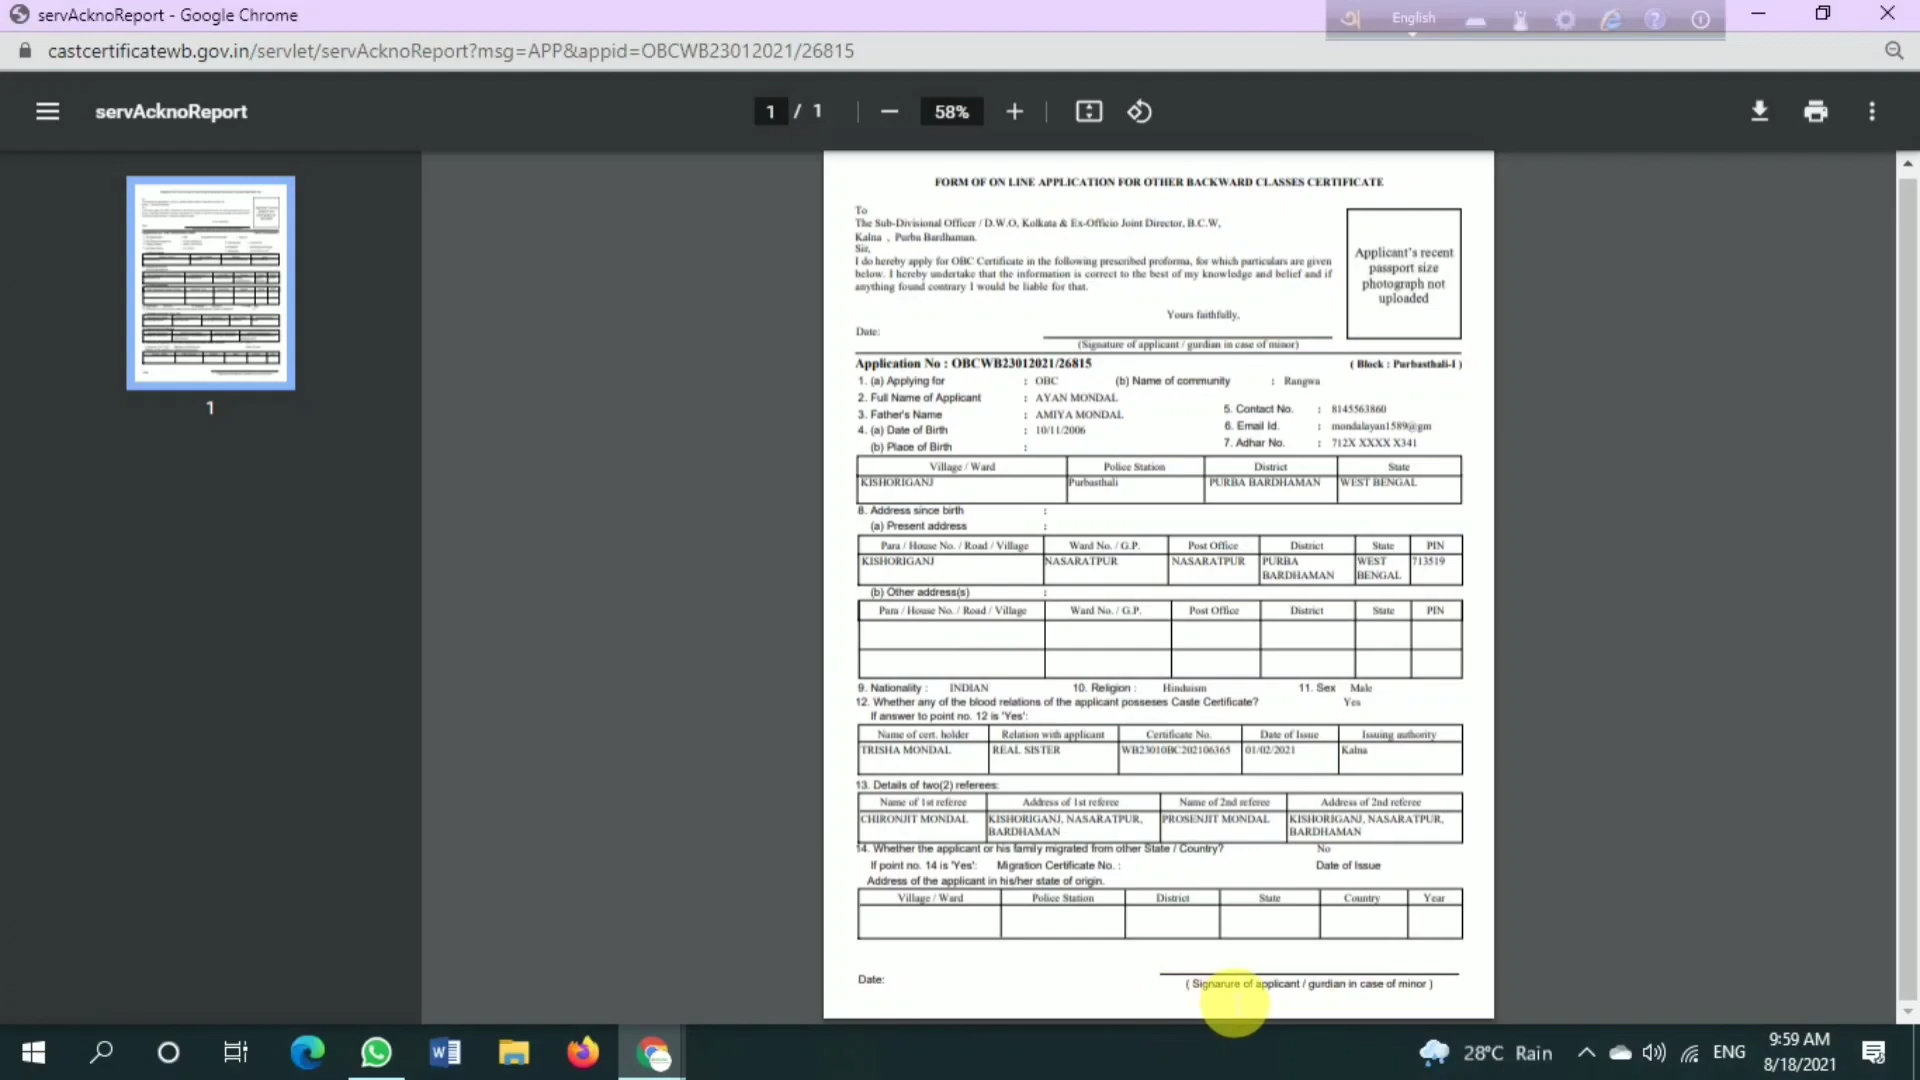 servAcknoReport - Google Chrome
English
castcertificatewb.gov.in/servlet/servAcknoReport?msg=APP&appid=OBCWB23012021/26815
servAcknoReport
1 / 1
58%
1
FORM OF ON LINE APPLICATION FOR OTHER BACKWARD CLASSES CERTIFICATE
To
The Sub-Divisional Officer / D.W.O, Kolkata & Ex-Officio Joint Director, B.C.W,
Kalna , Purba Bardhaman.
Sir,
I do hereby apply for OBC Certificate in the following prescribed proforma, for which particulars are given
below. I hereby undertake that the information is correct to the best of my knowledge and belief and if
anything found contrary I would be liable for that.
Applicant's recent
passport size
photograph not
uploaded
Yours faithfully,
Date:
(Signature of applicant / gurdian in case of minor)
Application No : OBCWB23012021/26815 ( Block : Purbasthali-I )
1. (a) Applying for : OBC (b) Name of community : Rangwa
2. Full Name of Applicant : AYAN MONDAL
3. Father's Name : AMIYA MONDAL
4. (a) Date of Birth : 10/11/2006
(b) Place of Birth :
5. Contact No. : 8145563860
6. Email Id. : mondalayan1589@gm
7. Adhar No. : 712X XXXX X341
Village / Ward Police Station District State
KISHORIGANJ Purbasthali PURBA BARDHAMAN WEST BENGAL
8. Address since birth :
(a) Present address :
Para / House No. / Road / Village Ward No. / G.P. Post Office District State PIN
KISHORIGANJ NASARATPUR NASARATPUR PURBA WEST 713519
BARDHAMAN BENGAL
(b) Other address(s) :
Para / House No. / Road / Village Ward No. / G.P. Post Office District State PIN
9. Nationality : INDIAN 10. Religion : Hinduism 11. Sex Male
12. Whether any of the blood relations of the applicant posseses Caste Certificate? Yes
If answer to point no. 12 is 'Yes':
Name of cert. holder Relation with applicant Certificate No. Date of Issue Issuing authority
TRISHA MONDAL REAL SISTER WB2301OBC202106365 01/02/2021 Kalna
13. Details of two(2) referees:
Name of 1st referee Address of 1st referee Name of 2nd referee Address of 2nd referee
CHIRONJIT MONDAL KISHORIGANJ, NASARATPUR, PROSENJIT MONDAL KISHORIGANJ, NASARATPUR,
BARDHAMAN BARDHAMAN
14. Whether the applicant or his family migrated from other State / Country? No
If point no. 14 is 'Yes': Migration Certificate No. : Date of Issue
Address of the applicant in his/her state of origin.
Village / Ward Police Station District State Country Year
Date:
( Signarure of applicant / gurdian in case of minor )
28°C Rain
ENG
9:59 AM
8/18/2021